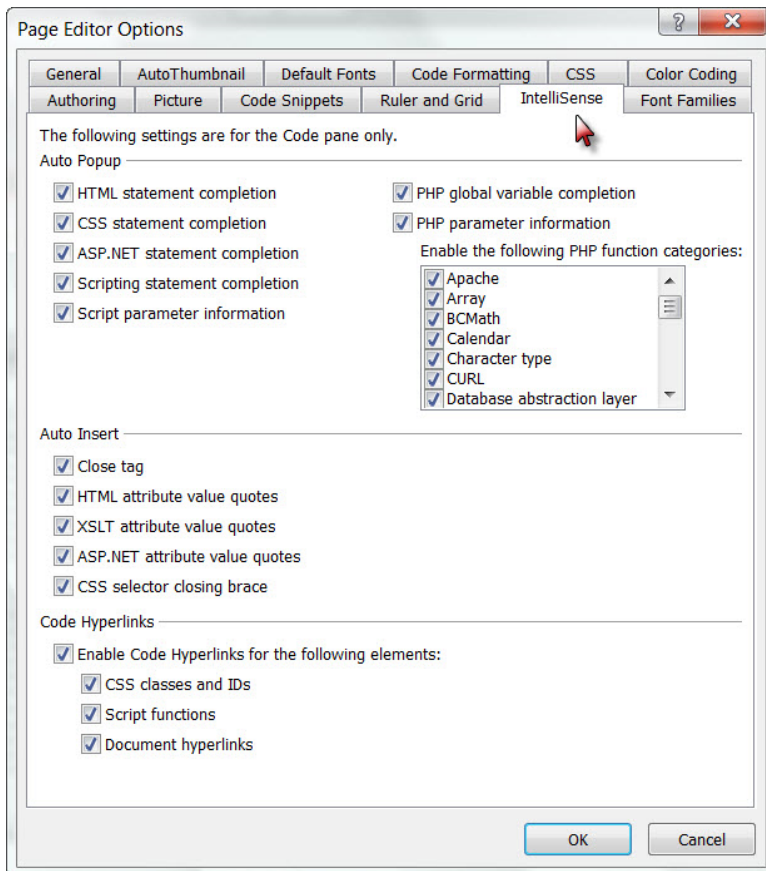 Page Editor Options
?
General AutoThumbnail Default Fonts Code Formatting CSS Color Coding
Authoring Picture Code Snippets Ruler and Grid IntelliSense Font Families
The following settings are for the Code pane only.
Auto Popup
HTML statement completion
CSS statement completion
ASP.NET statement completion
Scripting statement completion
Script parameter information
PHP global variable completion
PHP parameter information
Enable the following PHP function categories:
Apache
Array
BCMath
Calendar
Character type
CURL
Database abstraction layer
Auto Insert
Close tag
HTML attribute value quotes
XSLT attribute value quotes
ASP.NET attribute value quotes
CSS selector closing brace
Code Hyperlinks
Enable Code Hyperlinks for the following elements:
CSS classes and IDs
Script functions
Document hyperlinks
OK Cancel